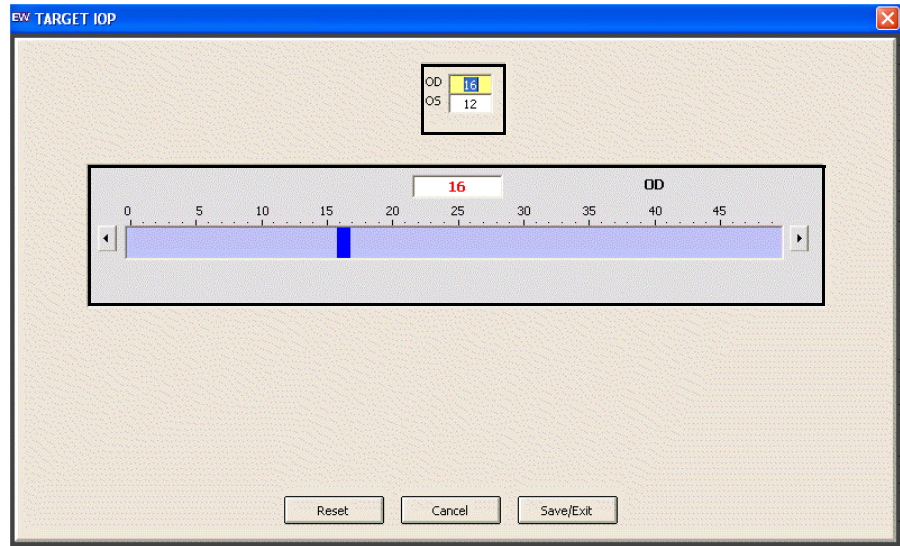 EW TARGET IOP
OD 16
OS 12
16 OD
0 5 10 15 20 25 30 35 40 45
Reset Cancel Save/Exit